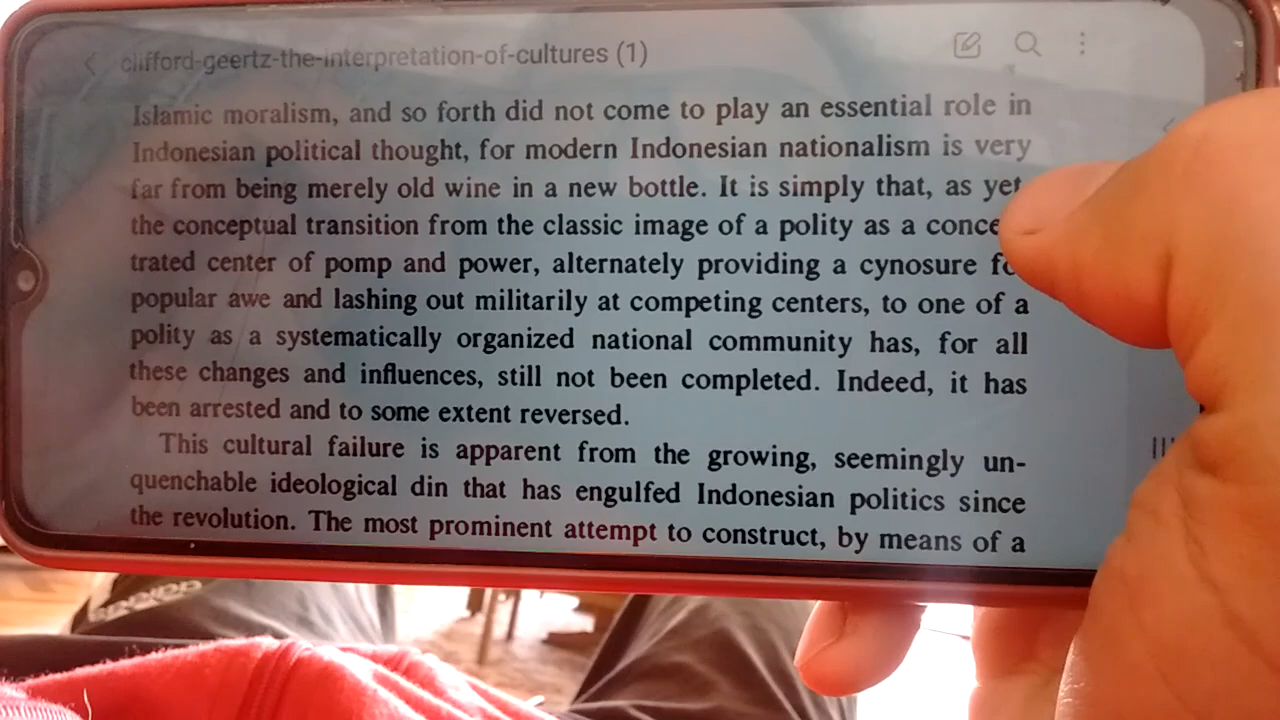 clifford-geertz-the-interpretation-of-cultures (1)
Islamic moralism, and so forth did not come to play an essential role in
Indonesian political thought, for modern Indonesian nationalism is very
far from being merely old wine in a new bottle. It is simply that, as yet
the conceptual transition from the classic image of a polity as a conce
trated center of pomp and power, alternately providing a cynosure
popular awe and lashing out militarily at competing centers, to one of a
polity as a systematically organized national community has, for all
these changes and influences, still not been completed. Indeed, it has
been arrested and to some extent reversed.
This cultural failure is apparent from the growing, seemingly un-
quenchable ideological din that has engulfed Indonesian politics since
the revolution. The most prominent attempt to construct, by means of a